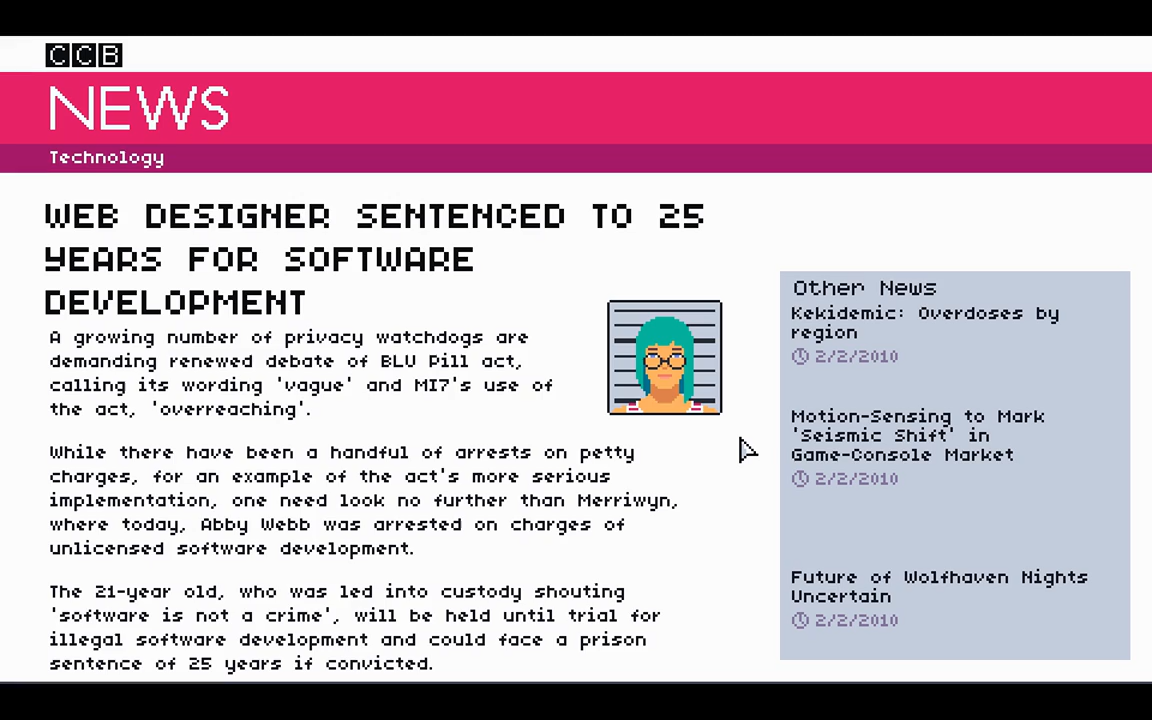 CCB
NEWS
Technology
WEB DESIGNER SENTENCED TO 25
YEARS FOR SOFTWARE
DEVELOPMENT
A growing number of privacy watchdogs are
demanding renewed debate of BLU Pill act,
calling its wording 'vague' and MI7's use of
the act, 'overreaching'.
While there have been a handful of arrests on petty
charges, for an example of the act's more serious
implementation, one need look no further than Merriwyn,
where today, Abby Webb was arrested on charges of
unlicensed software development.
The 21-year old, who was led into custody shouting
'software is not a crime', will be held until trial for
illegal software development and could face a prison
sentence of 25 years if convicted.
Other News
Kekidemic: Overdoses by
region
2/2/2010
Motion-Sensing to Mark
'Seismic Shift' in
Game-Console Market
2/2/2010
Future of Wolfhaven Nights
Uncertain
2/2/2010